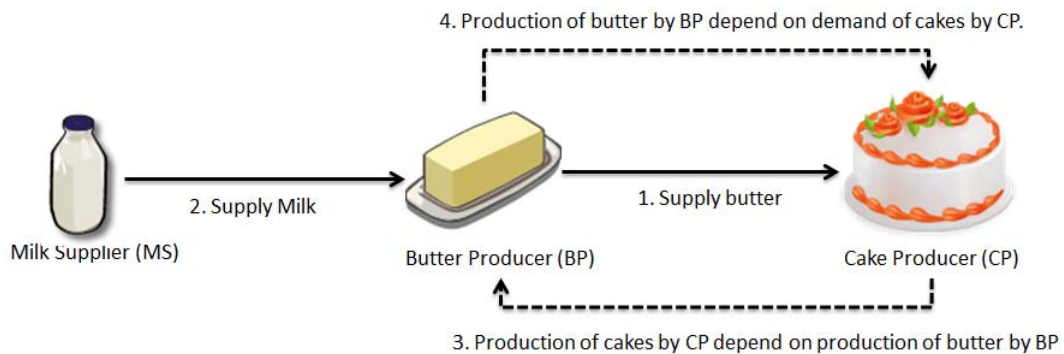 4. Production of butter by BP depend on demand of cakes by CP.
2. Supply Milk
1. Supply butter
Milk Supplier (MS)
Butter Producer (BP)
Cake Producer (CP)
3. Production of cakes by CP depend on production of butter by BP